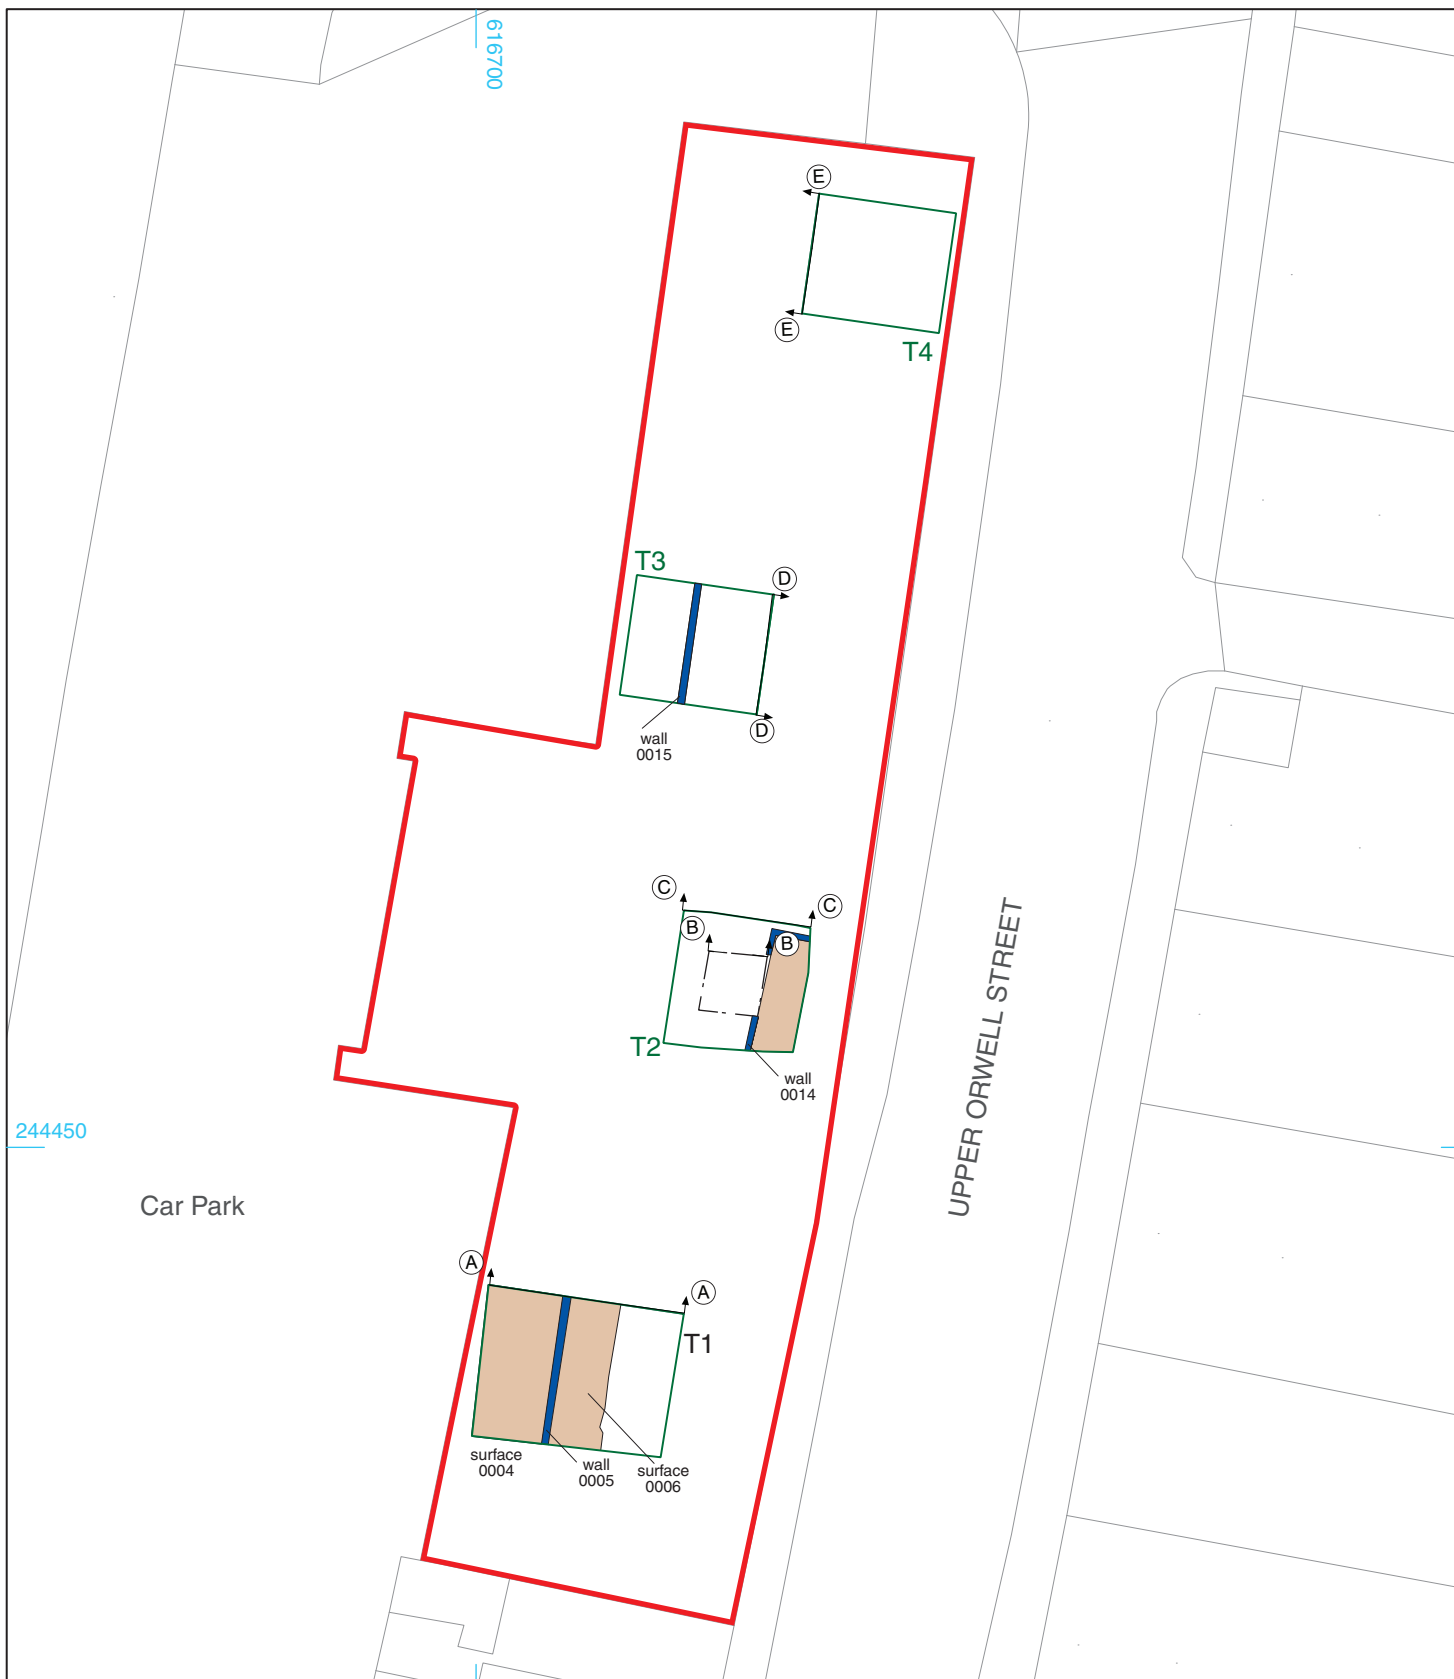 616700
E
E
T4
T3
D
D
wall
0015
C
C
B
B
T2
wall
0014
UPPER ORWELL STREET
244450
Car Park
A
A
T1
surface
0004
wall
0005
surface
0006